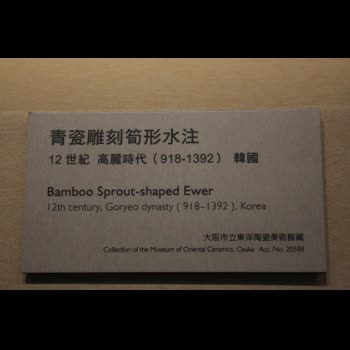 青瓷雕刻筍形水注
12世紀 高麗時代(918-1392) 韓國
Bamboo Sprout-shaped Ewer
12th century, Goryeo dynasty ( 918–1392 ), Korea
大阪市立東洋陶瓷美術館藏
Collection of the Museum of Oriental Ceramics, Osaka Acc. No. 20588